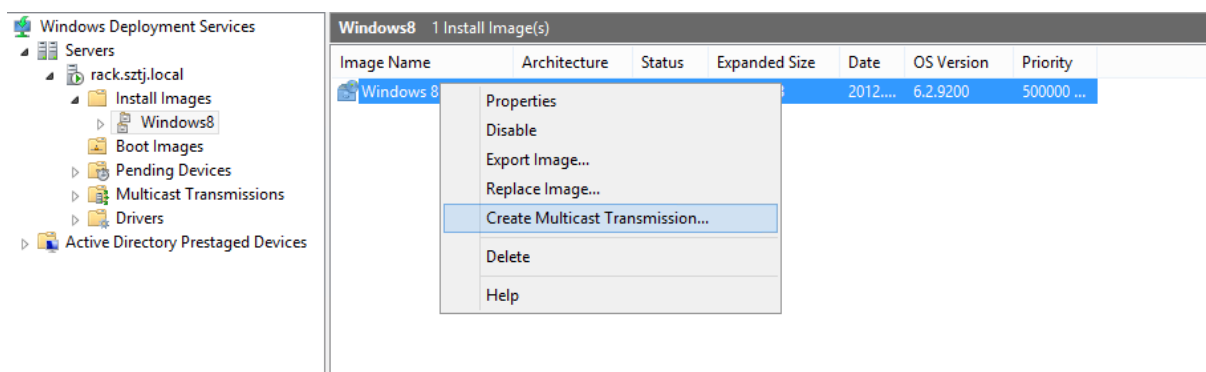 Windows Deployment Services
Servers
rack.sztj.local
Install Images
Windows8
Boot Images
Pending Devices
Multicast Transmissions
Drivers
Active Directory Prestaged Devices
Windows8 1 Install Image(s)
Image Name Architecture Status Expanded Size Date OS Version Priority
Windows 8 2012.... 6.2.9200 500000 ...
Properties
Disable
Export Image...
Replace Image...
Create Multicast Transmission...
Delete
Help